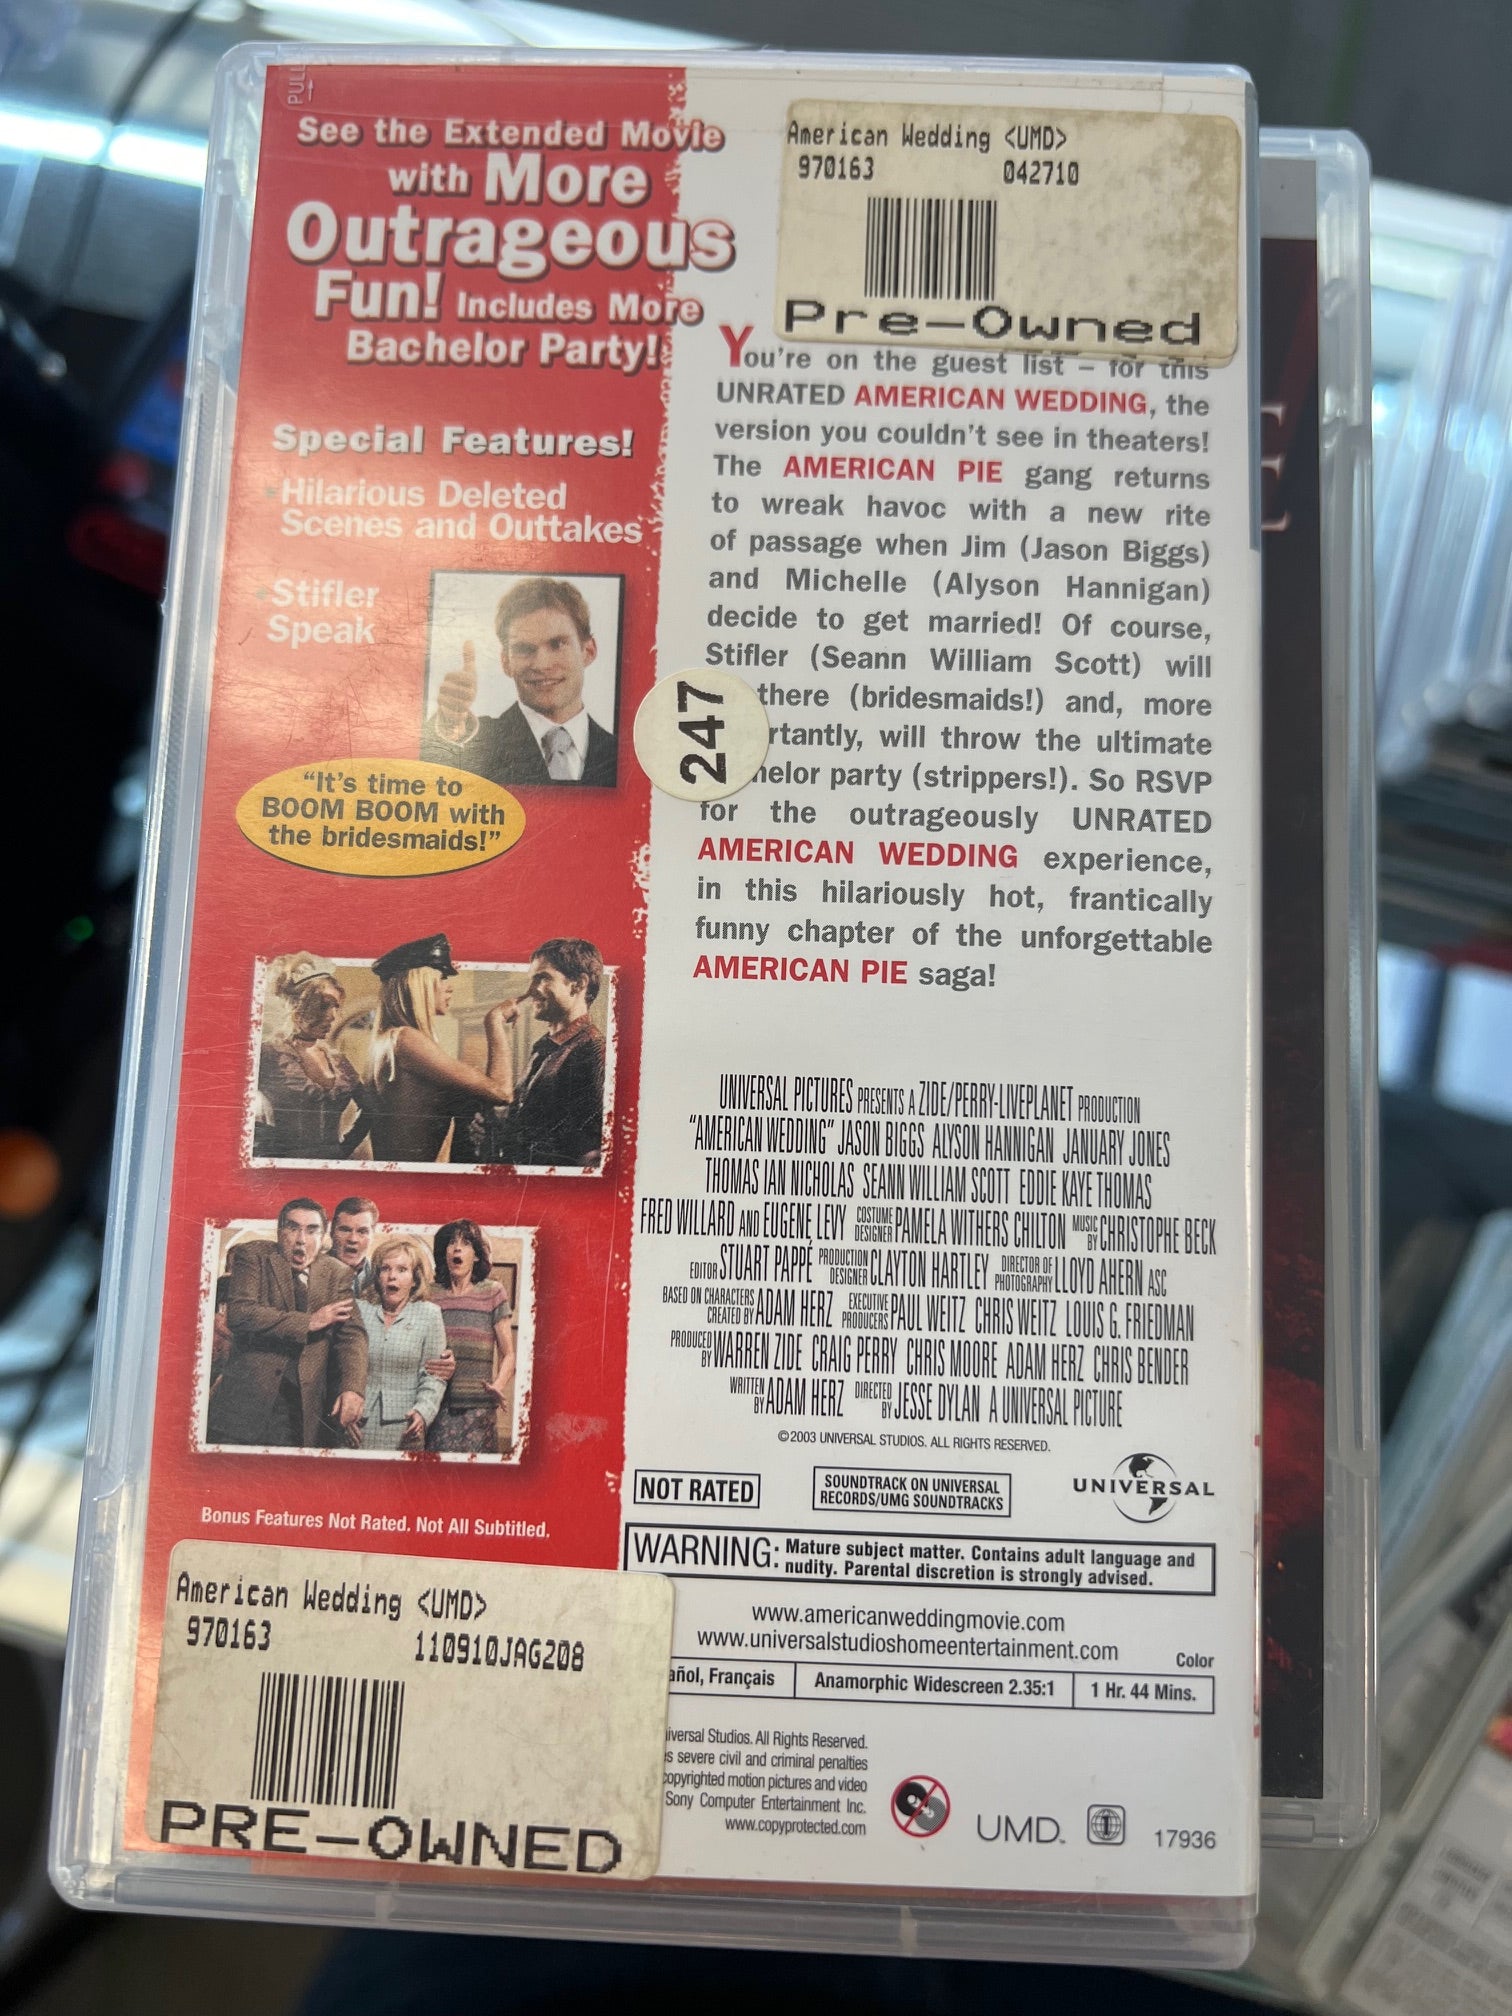 PULL
See the Extended Movie
with More
Outrageous
Fun! Includes More
Bachelor Party!
Special Features!
Hilarious Deleted
Scenes and Outtakes
Stifler
Speak
"It's time to
BOOM BOOM with
the bridesmaids!"
Bonus Features Not Rated. Not All Subtitled.
American Wedding <UMD>
970163 110910JAG208
PRE-OWNED
American Wedding <UMD>
970163 042710
Pre-Owned
You're on the guest list – for this
UNRATED AMERICAN WEDDING, the
version you couldn't see in theaters!
The AMERICAN PIE gang returns
to wreak havoc with a new rite
of passage when Jim (Jason Biggs)
and Michelle (Alyson Hannigan)
decide to get married! Of course,
Stifler (Seann William Scott) will
there (bridesmaids!) and, more
rtantly, will throw the ultimate
helor party (strippers!). So RSVP
for the outrageously UNRATED
AMERICAN WEDDING experience,
in this hilariously hot, frantically
funny chapter of the unforgettable
AMERICAN PIE saga!
247
UNIVERSAL PICTURES PRESENTS A ZIDE/PERRY-LIVEPLANET PRODUCTION
"AMERICAN WEDDING" JASON BIGGS ALYSON HANNIGAN JANUARY JONES
THOMAS IAN NICHOLAS SEANN WILLIAM SCOTT EDDIE KAYE THOMAS
FRED WILLARD AND EUGENE LEVY COSTUME DESIGNER PAMELA WITHERS CHILTON MUSIC BY CHRISTOPHE BECK
EDITOR STUART PAPPÉ PRODUCTION DESIGNER CLAYTON HARTLEY DIRECTOR OF PHOTOGRAPHY LLOYD AHERN ASC
BASED ON CHARACTERS CREATED BY ADAM HERZ EXECUTIVE PRODUCERS PAUL WEITZ CHRIS WEITZ LOUIS G. FRIEDMAN
PRODUCED BY WARREN ZIDE CRAIG PERRY CHRIS MOORE ADAM HERZ CHRIS BENDER
WRITTEN BY ADAM HERZ DIRECTED BY JESSE DYLAN A UNIVERSAL PICTURE
©2003 UNIVERSAL STUDIOS. ALL RIGHTS RESERVED.
NOT RATED
SOUNDTRACK ON UNIVERSAL
RECORDS/UMG SOUNDTRACKS
UNIVERSAL
WARNING: Mature subject matter. Contains adult language and
nudity. Parental discretion is strongly advised.
www.americanweddingmovie.com
www.universalstudioshomeentertainment.com
Color
añol, Français Anamorphic Widescreen 2.35:1 1 Hr. 44 Mins.
iversal Studios. All Rights Reserved.
s severe civil and criminal penalties
copyrighted motion pictures and video
Sony Computer Entertainment Inc.
www.copyprotected.com
UMD 1 17936